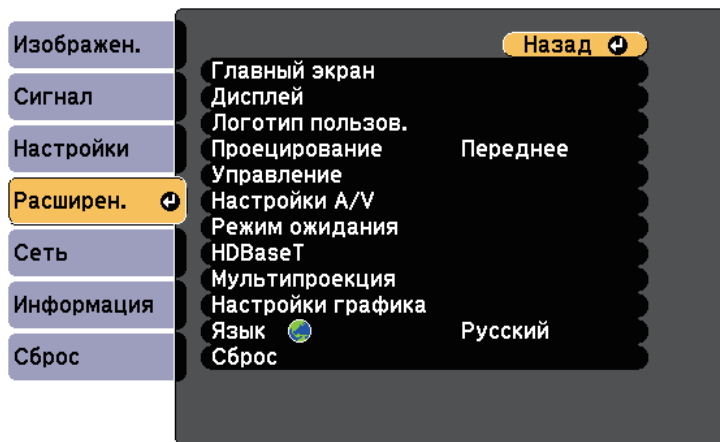 Изображен.
Сигнал
Настройки
Расширен.
Сеть
Информация
Сброс
Назад
Главный экран
Дисплей
Логотип пользов.
Проецирование Переднее
Управление
Настройки A/V
Режим ожидания
HDBaseT
Мультипроекция
Настройки графика
Язык Русский
Сброс